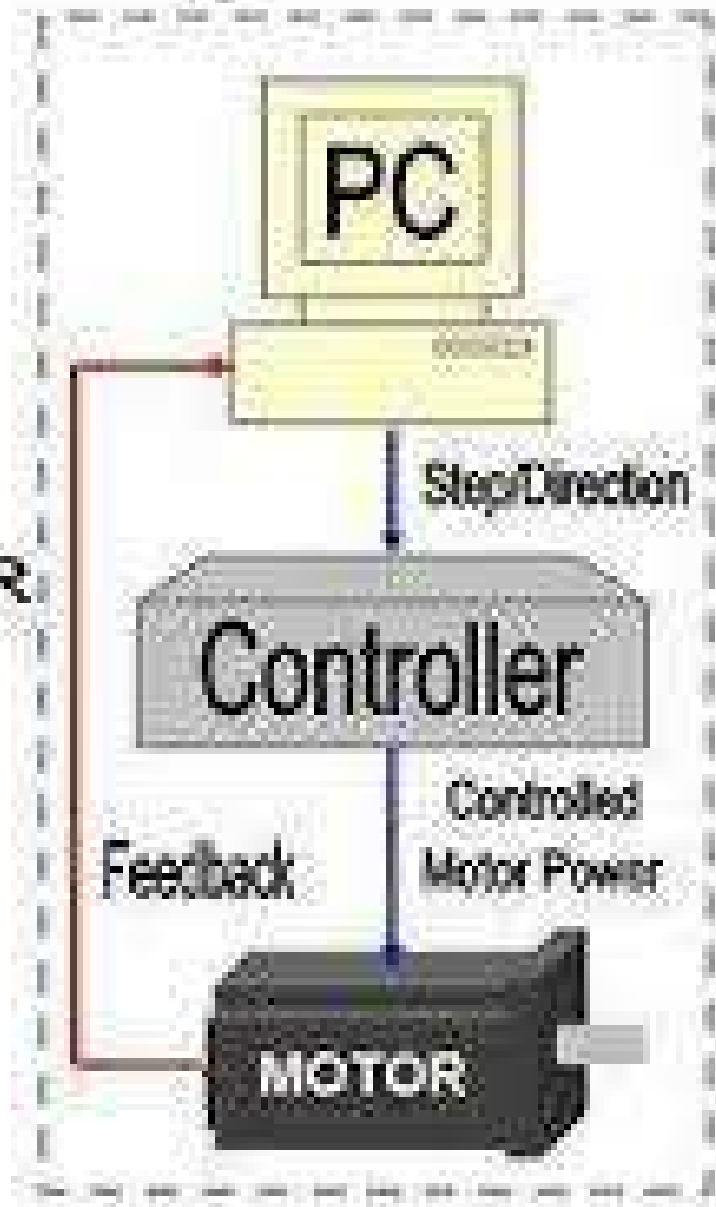 PC
Step/Direction
R
Controller
Controlled
Motor Power
Feedback
MOTOR